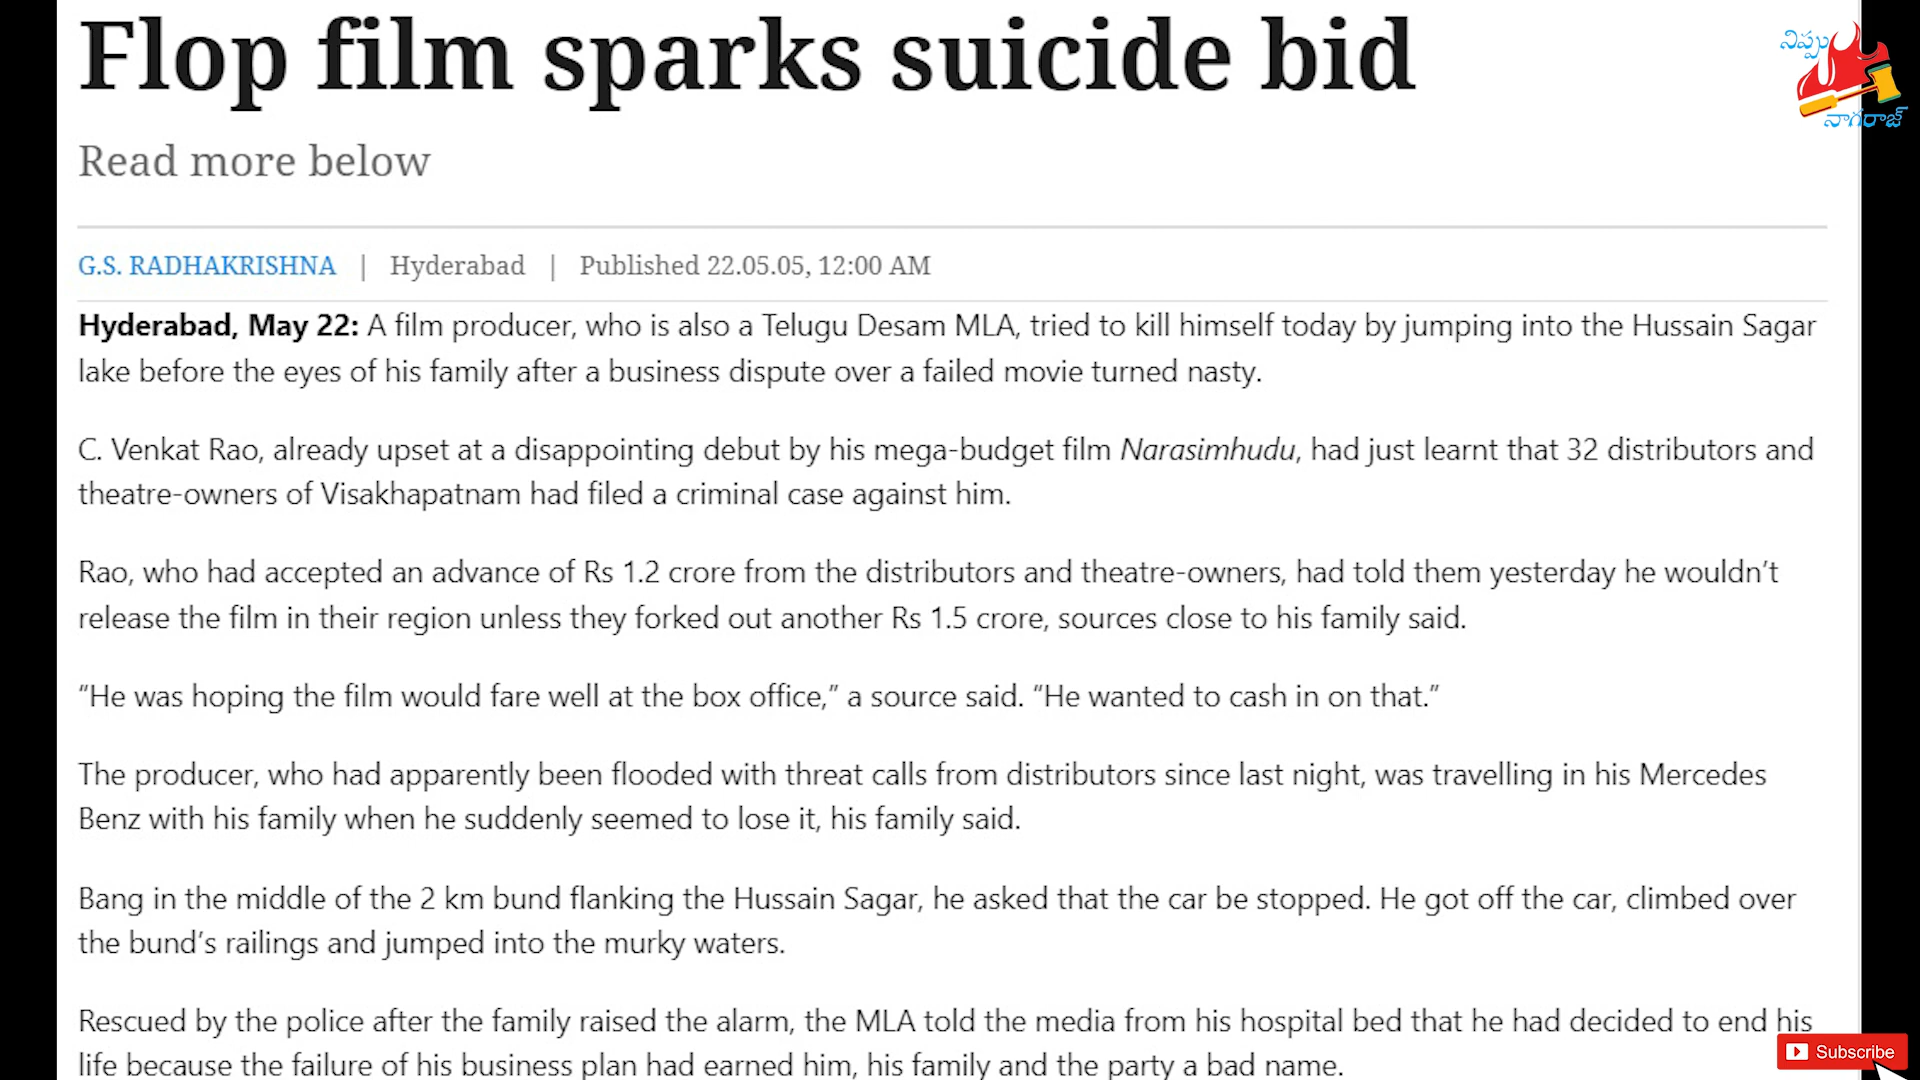 Flop film sparks suicide bid
నిప్పు
నాగరాజ్
Read more below
G.S. RADHAKRISHNA | Hyderabad | Published 22.05.05, 12:00 AM
Hyderabad, May 22: A film producer, who is also a Telugu Desam MLA, tried to kill himself today by jumping into the Hussain Sagar
lake before the eyes of his family after a business dispute over a failed movie turned nasty.
C. Venkat Rao, already upset at a disappointing debut by his mega-budget film Narasimhudu, had just learnt that 32 distributors and
theatre-owners of Visakhapatnam had filed a criminal case against him.
Rao, who had accepted an advance of Rs 1.2 crore from the distributors and theatre-owners, had told them yesterday he wouldn’t
release the film in their region unless they forked out another Rs 1.5 crore, sources close to his family said.
“He was hoping the film would fare well at the box office,” a source said. “He wanted to cash in on that.”
The producer, who had apparently been flooded with threat calls from distributors since last night, was travelling in his Mercedes
Benz with his family when he suddenly seemed to lose it, his family said.
Bang in the middle of the 2 km bund flanking the Hussain Sagar, he asked that the car be stopped. He got off the car, climbed over
the bund’s railings and jumped into the murky waters.
Rescued by the police after the family raised the alarm, the MLA told the media from his hospital bed that he had decided to end his
life because the failure of his business plan had earned him, his family and the party a bad name.
Subscribe